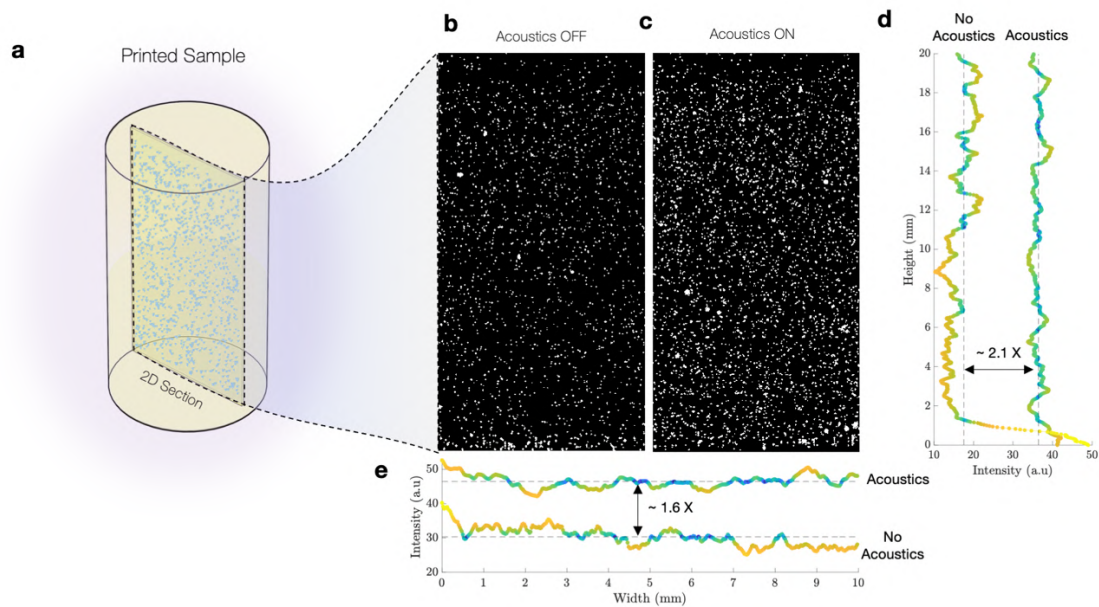 a
Printed Sample
2D Section
b
Acoustics OFF
c
Acoustics ON
d
No
Acoustics
Acoustics
20
18
16
14
12
10
8
6
4
2
0
Height (mm)
~ 2.1 X
10
20
30
40
50
Intensity (a.u)
e
50
40
30
20
Intensity (a.u)
~ 1.6 X
Acoustics
No
Acoustics
0
1
2
3
4
5
6
7
8
9
10
Width (mm)